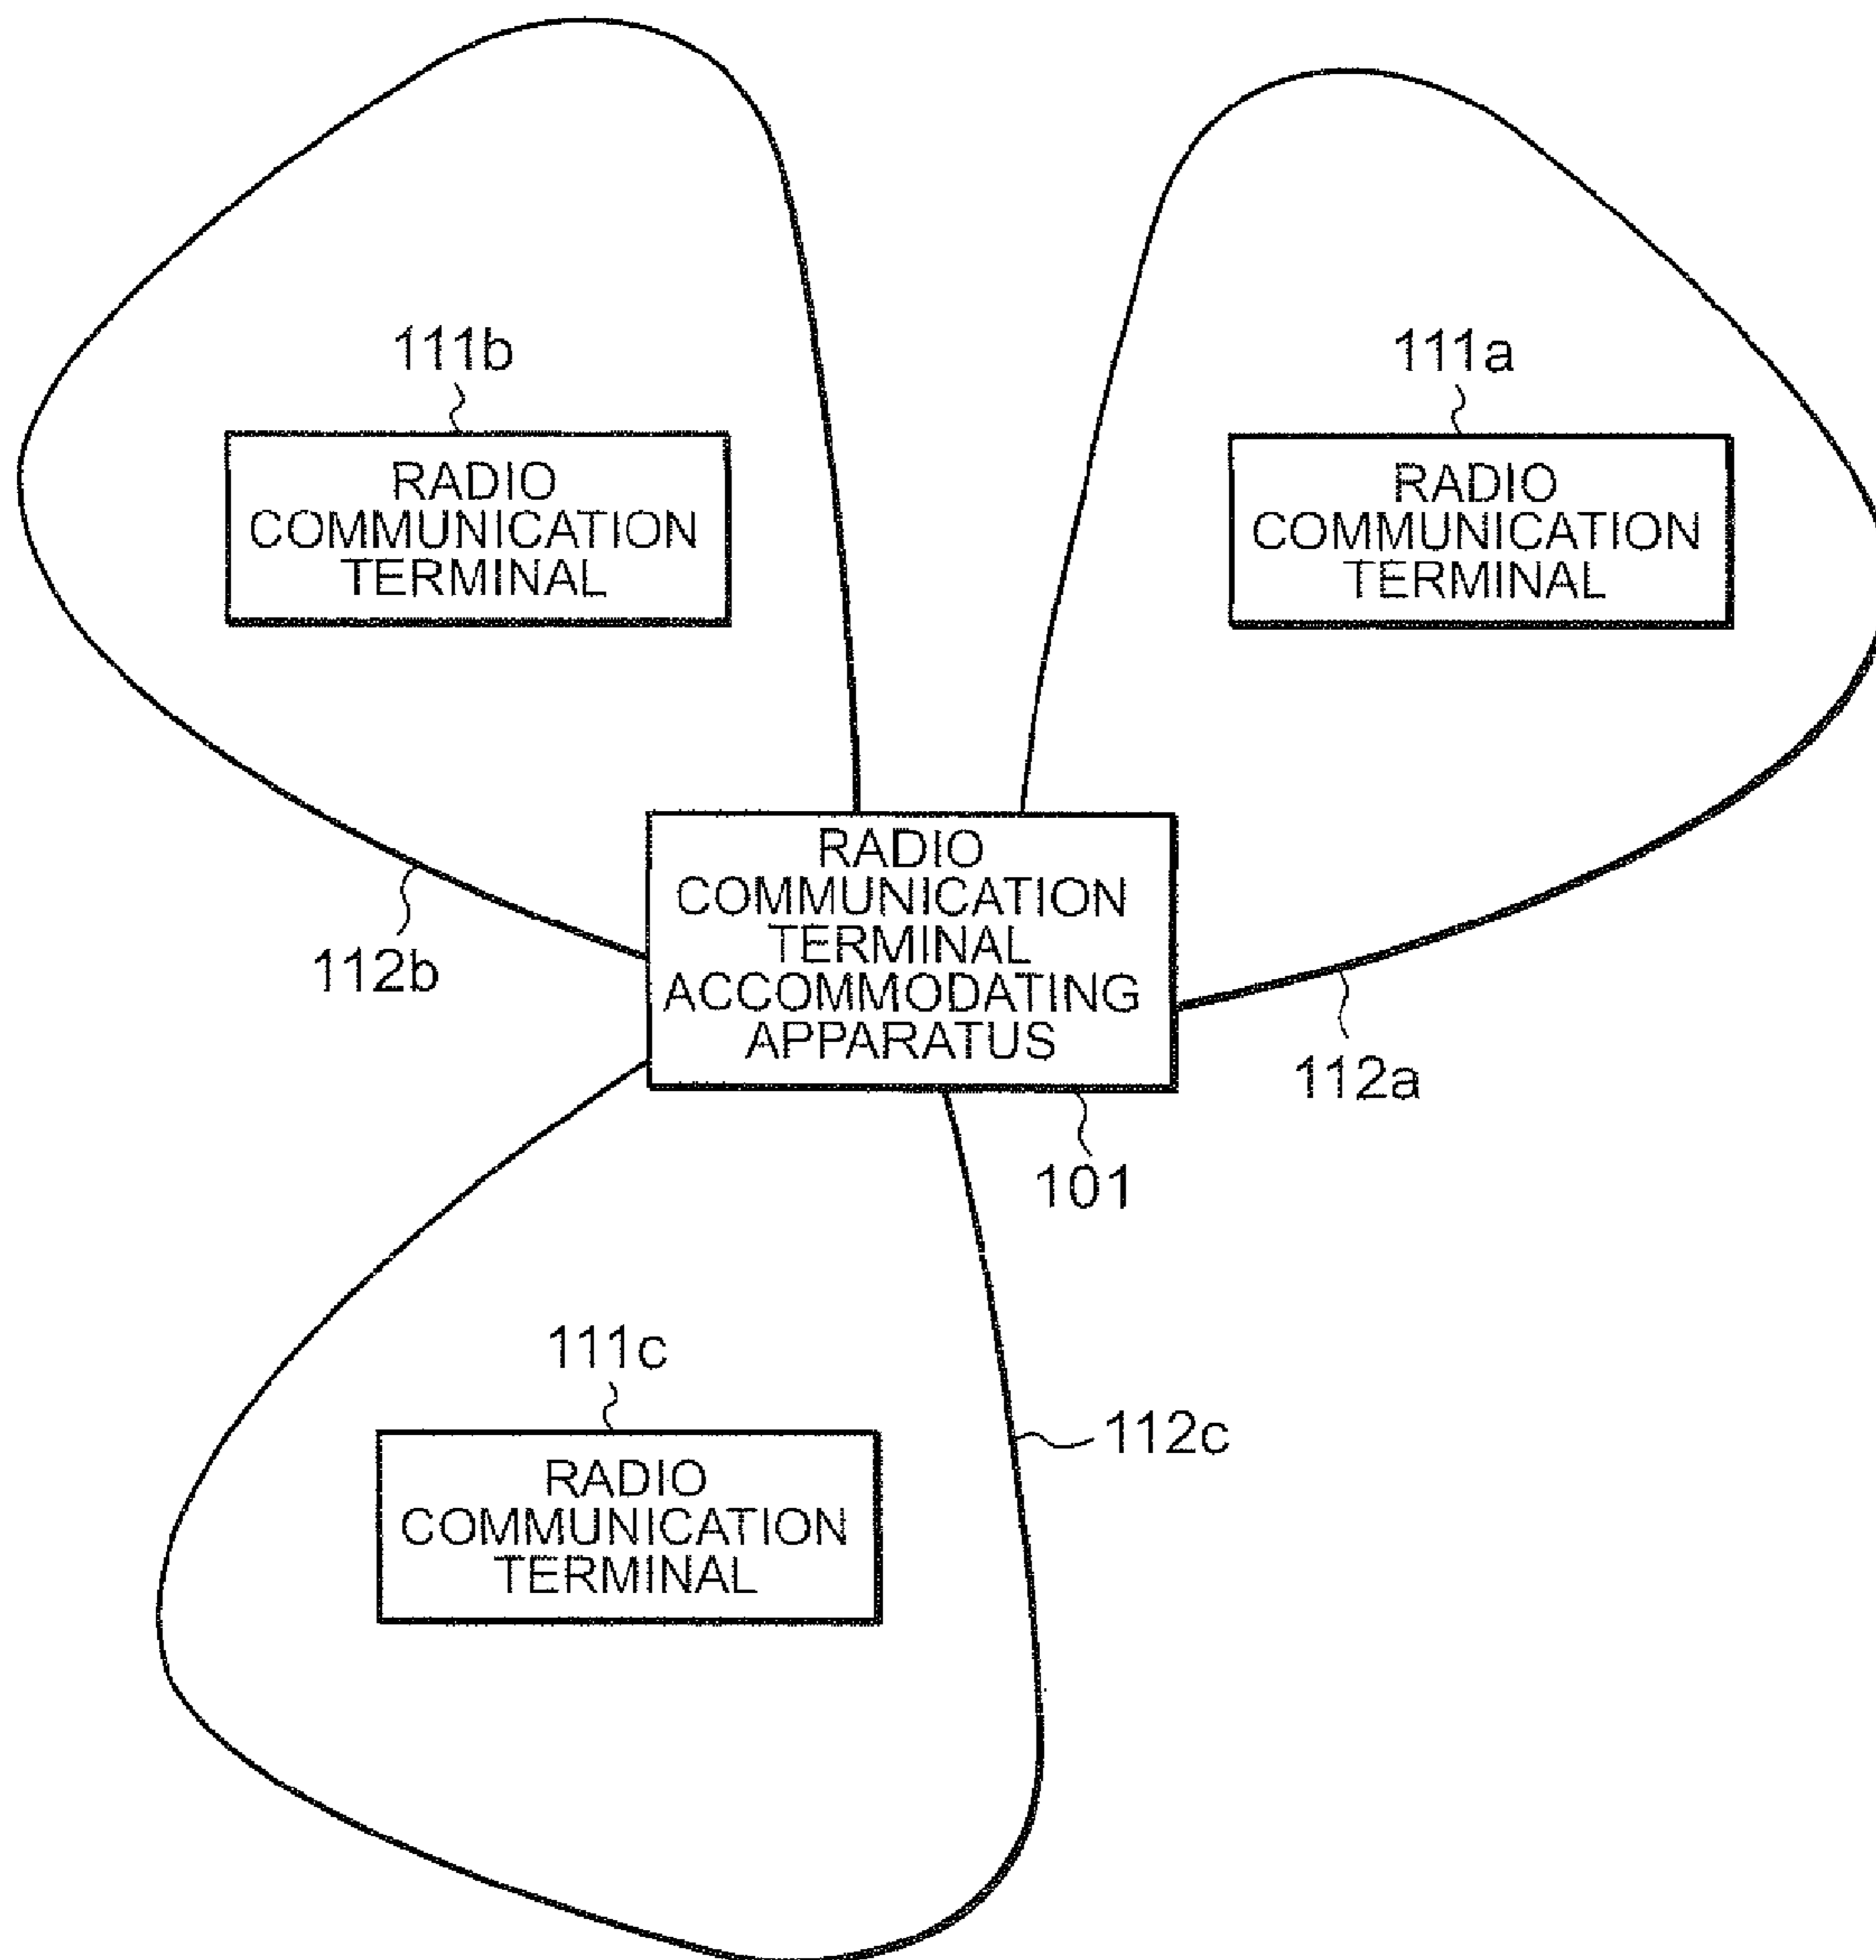 111b
RADIO
COMMUNICATION
TERMINAL
111a
RADIO
COMMUNICATION
TERMINAL
112b
RADIO
COMMUNICATION
TERMINAL
ACCOMMODATING
APPARATUS
112a
101
111c
RADIO
COMMUNICATION
TERMINAL
112c